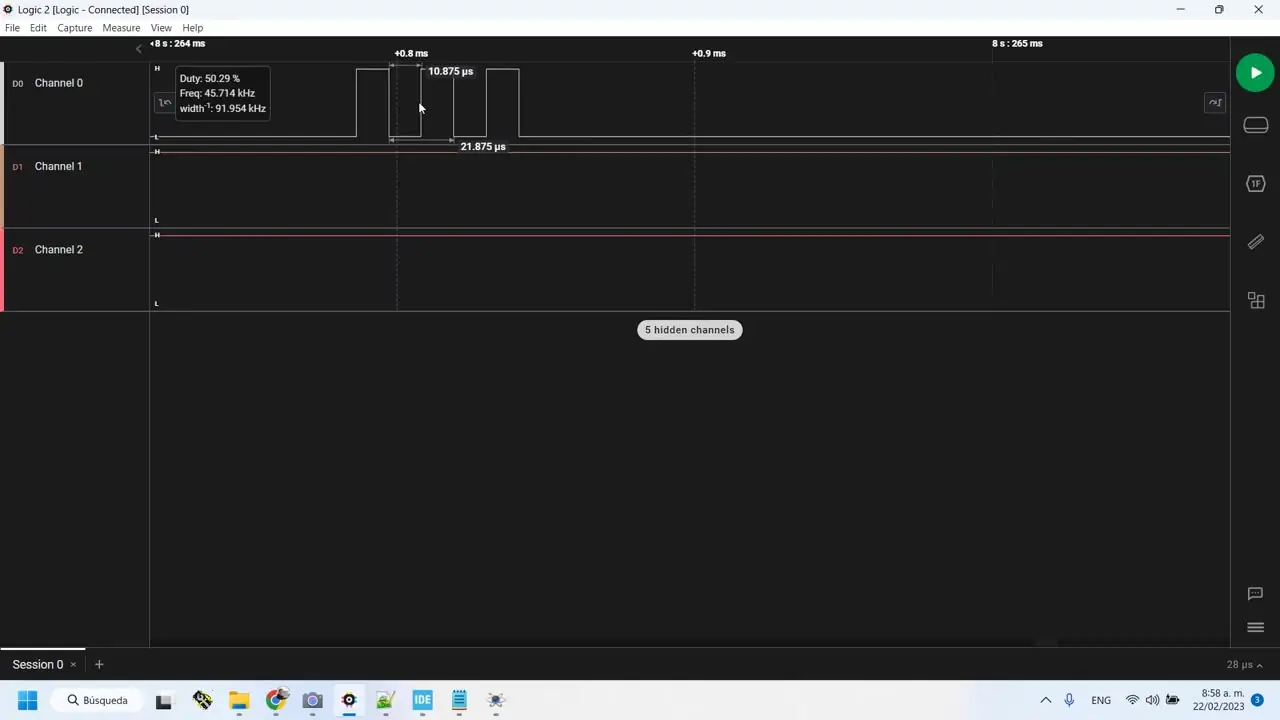 Logic 2 [Logic - Connected] [Session 0]
File Edit Capture Measure View Help
8 s : 264 ms
+0.8 ms
+0.9 ms
8 s : 265 ms
D0 Channel 0
H
L
Duty: 50.29 %
Freq: 45.714 kHz
width⁻¹: 91.954 kHz
10.875 µs
21.875 µs
D1 Channel 1
H
L
D2 Channel 2
H
L
1F
5 hidden channels
Session 0 × +
28 µs
Búsqueda
IDE
ENG
8:58 a. m.
22/02/2023
3